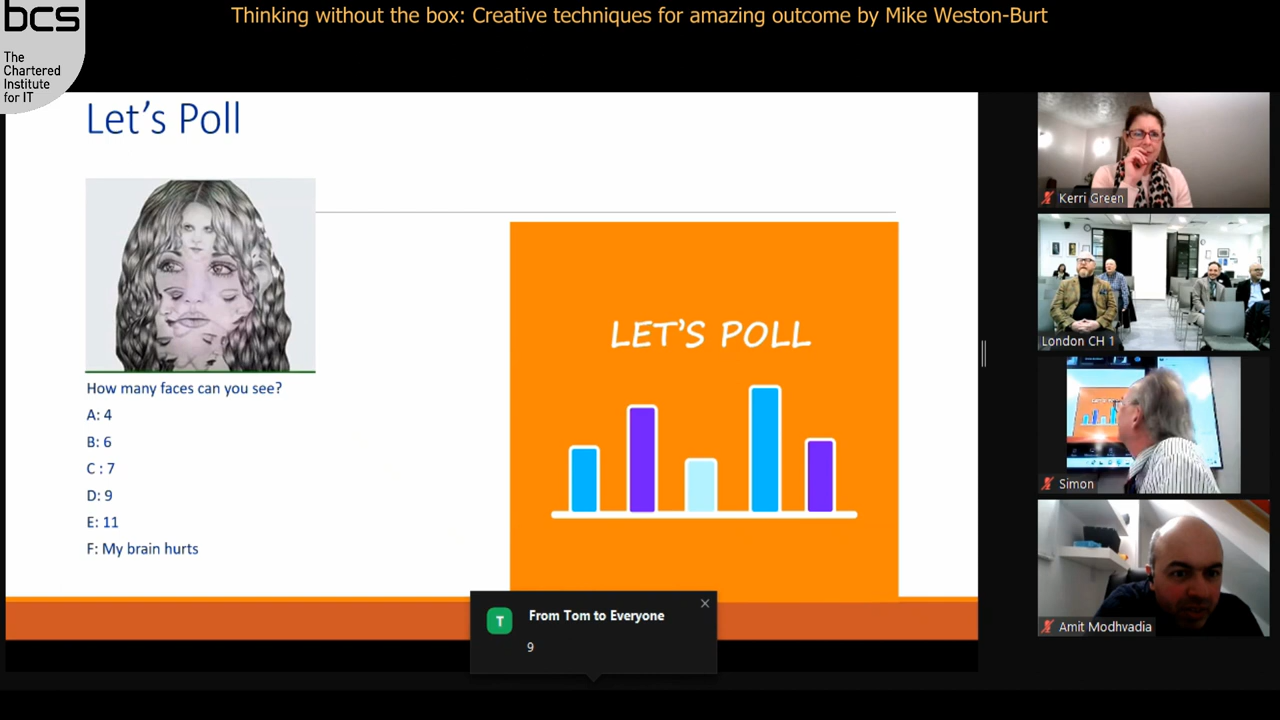 Thinking without the box: Creative techniques for amazing outcome by Mike Weston-Burt
bcs
The
Chartered
Institute
for IT
Let's Poll
How many faces can you see?
A: 4
B: 6
C : 7
D: 9
E: 11
F: My brain hurts
LET'S POLL
T
From Tom to Everyone
9
Kerri Green
London CH 1
Simon
Amit Modhvadia